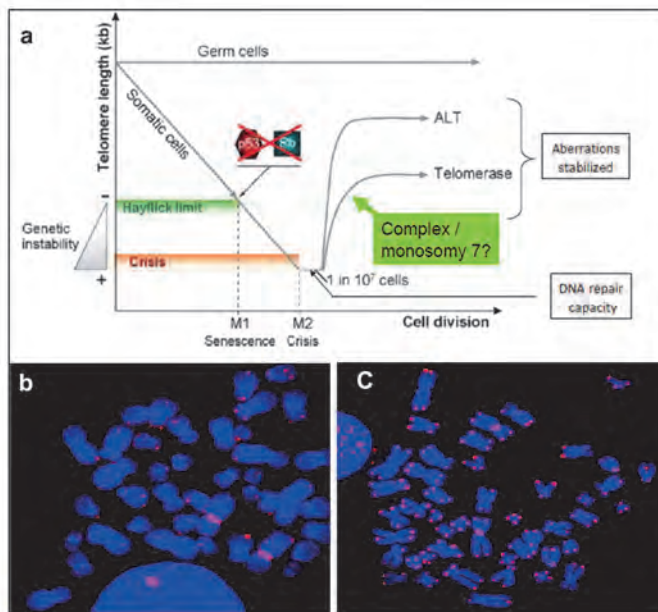 a
Telomere length (kb)
Germ cells
Somatic cells
p53
Rb
ALT
Telomerase
Aberrations
stabilized
Hayflick limit
-
Genetic
instability
+
Complex /
monosomy 7?
Crisis
1 in 10⁷ cells
DNA repair
capacity
M1
Senescence
M2
Crisis
Cell division
b
C